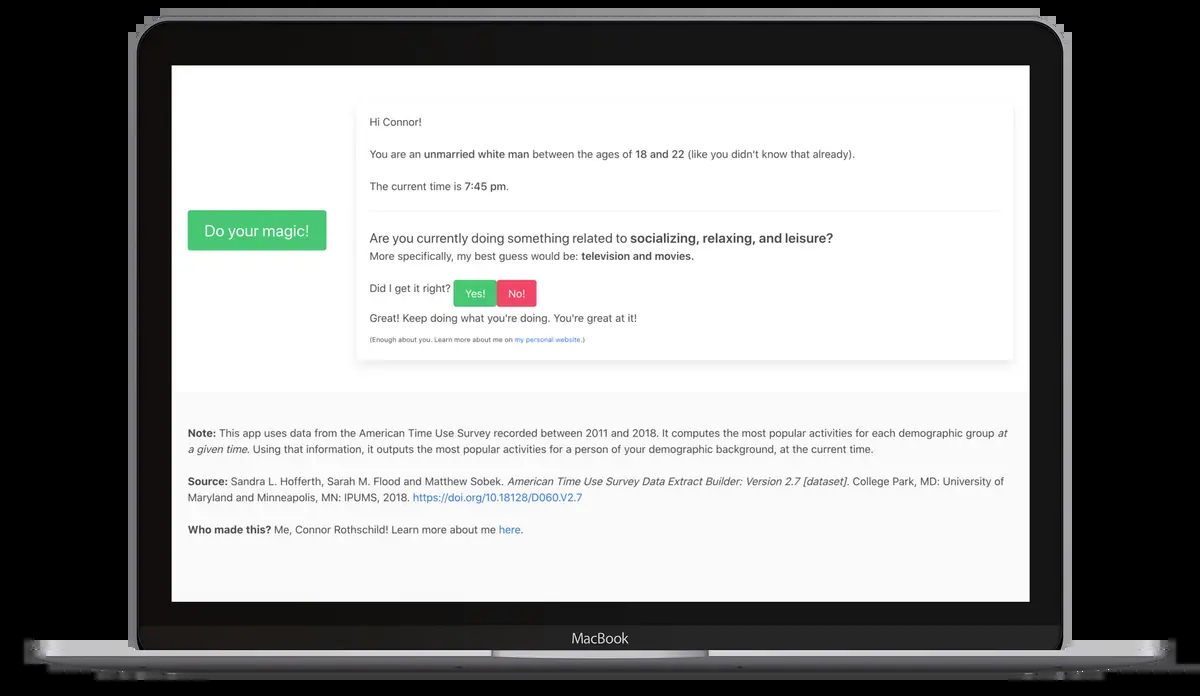 Hi Connor!
You are an unmarried white man between the ages of 18 and 22 (like you didn't know that already).
The current time is 7:45 pm.
Do your magic!
Are you currently doing something related to socializing, relaxing, and leisure?
More specifically, my best guess would be: television and movies.
Did I get it right? Yes! No!
Great! Keep doing what you're doing. You're great at it!
(Enough about you. Learn more about me on my personal website.)
Note: This app uses data from the American Time Use Survey recorded between 2011 and 2018. It computes the most popular activities for each demographic group at
a given time. Using that information, it outputs the most popular activities for a person of your demographic background, at the current time.
Source: Sandra L. Hofferth, Sarah M. Flood and Matthew Sobek. American Time Use Survey Data Extract Builder: Version 2.7 [dataset]. College Park, MD: University of
Maryland and Minneapolis, MN: IPUMS, 2018. https://doi.org/10.18128/D060.V2.7
Who made this? Me, Connor Rothschild! Learn more about me here.
MacBook